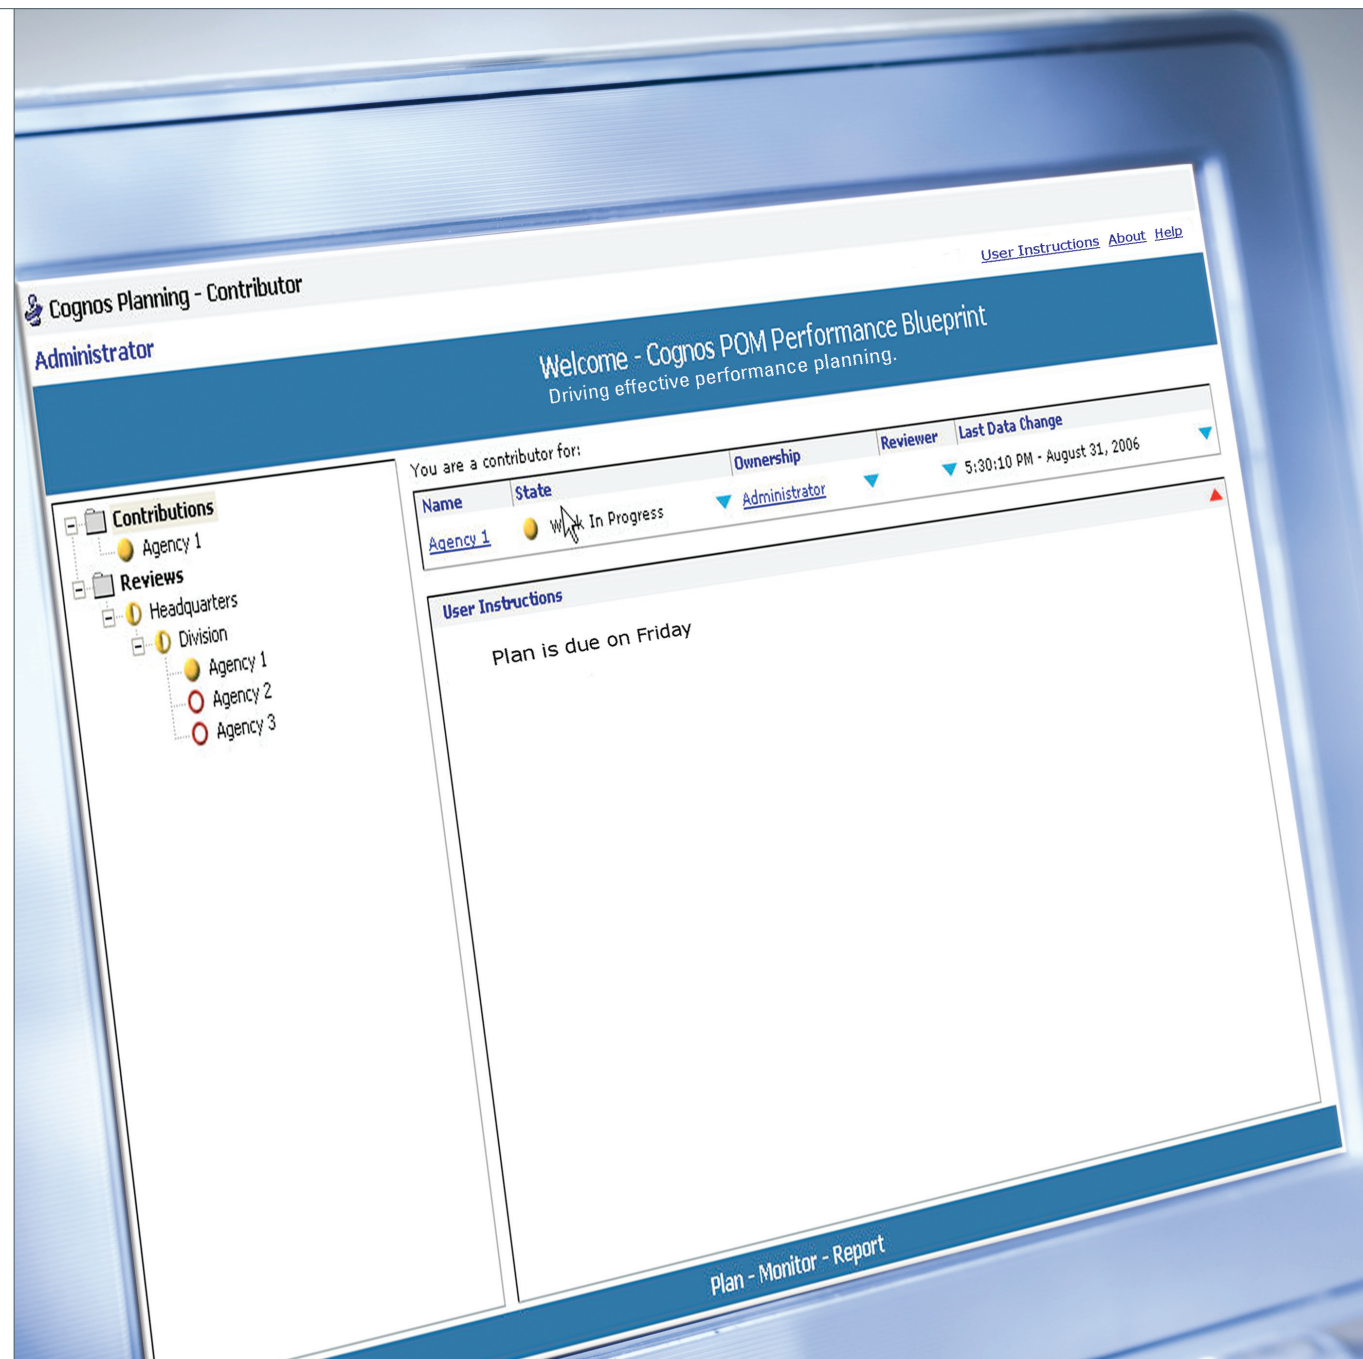 Cognos Planning - Contributor
User Instructions About Help
Administrator
Welcome - Cognos POM Performance Blueprint
Driving effective performance planning.
Contributions
Agency 1
Reviews
Headquarters
Division
Agency 1
Agency 2
Agency 3
You are a contributor for:
Name State Ownership Reviewer Last Data Change
Agency 1 In Progress Administrator 5:30:10 PM - August 31, 2006
User Instructions
Plan is due on Friday
Plan - Monitor - Report